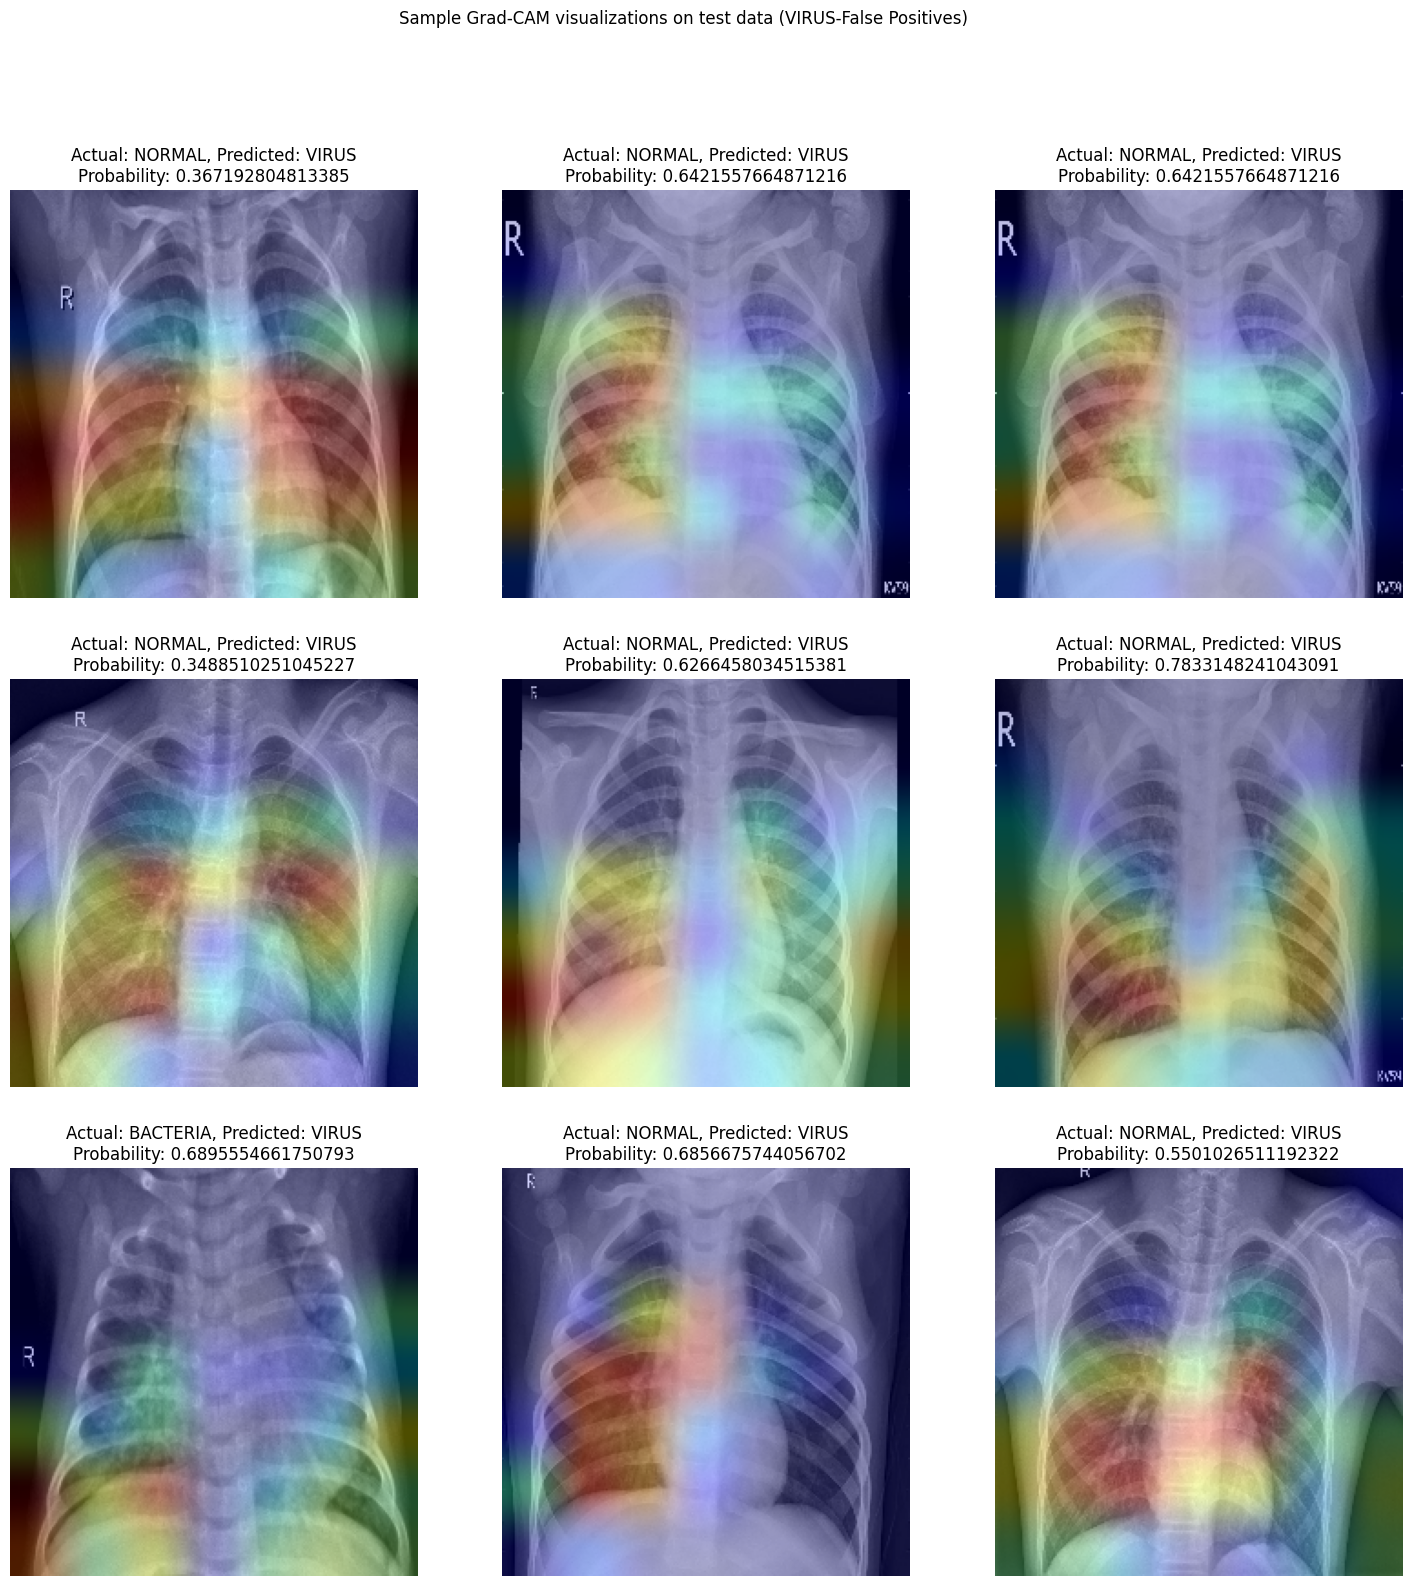 Sample Grad-CAM visualizations on test data (VIRUS-False Positives)
Actual: NORMAL, Predicted: VIRUS
Probability: 0.367192804813385
Actual: NORMAL, Predicted: VIRUS
Probability: 0.6421557664871216
Actual: NORMAL, Predicted: VIRUS
Probability: 0.6421557664871216
R
R
R
Actual: NORMAL, Predicted: VIRUS
Probability: 0.3488510251045227
Actual: NORMAL, Predicted: VIRUS
Probability: 0.6266458034515381
Actual: NORMAL, Predicted: VIRUS
Probability: 0.7833148241043091
R
R
Actual: BACTERIA, Predicted: VIRUS
Probability: 0.6895554661750793
Actual: NORMAL, Predicted: VIRUS
Probability: 0.6856675744056702
Actual: NORMAL, Predicted: VIRUS
Probability: 0.5501026511192322
R
R
R